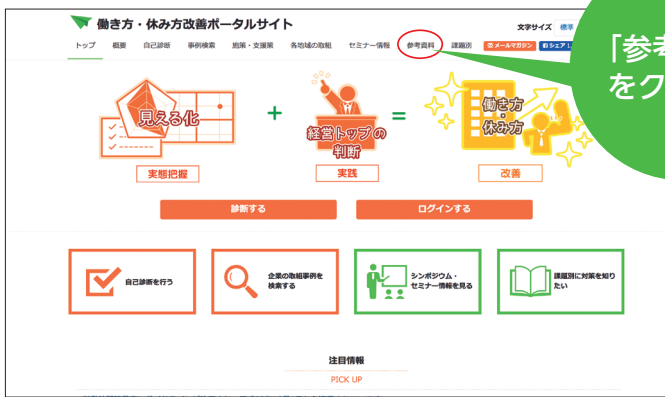 働き方・休み方改善ポータルサイト
文字サイズ 標準
トップ 概要 自己診断 事例検索 施策・支援策 各地域の取組 セミナー情報 参考資料 課題別 メールマガジン シェア
「参考
をク
見える化
+
経営トップの
判断
=
働き方
・
休み方
実態把握
実践
改善
診断する
ログインする
自己診断を行う
企業の取組事例を
検索する
シンポジウム・
セミナー情報を見る
課題別に対策を知り
たい
注目情報
PICK UP